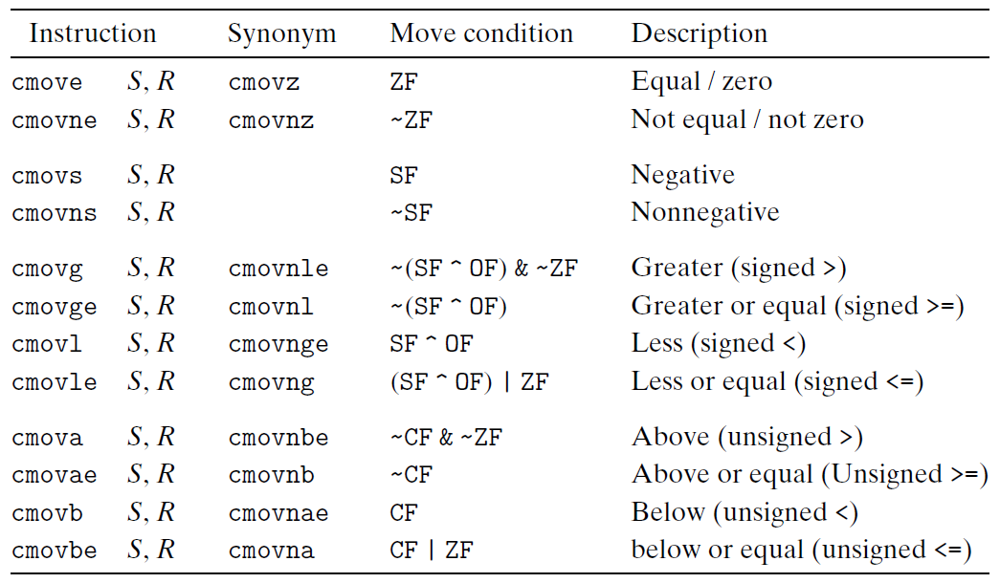 Instruction Synonym Move condition Description
cmove S, R cmovz ZF Equal / zero
cmovne S, R cmovnz ~ZF Not equal / not zero
cmovs S, R SF Negative
cmovns S, R ~SF Nonnegative
cmovg S, R cmovnle ~(SF ^ OF) & ~ZF Greater (signed >)
cmovge S, R cmovnl ~(SF ^ OF) Greater or equal (signed >=)
cmovl S, R cmovnge SF ^ OF Less (signed <)
cmovle S, R cmovng (SF ^ OF) | ZF Less or equal (signed <=)
cmova S, R cmovnbe ~CF & ~ZF Above (unsigned >)
cmovae S, R cmovnb ~CF Above or equal (Unsigned >=)
cmovb S, R cmovnae CF Below (unsigned <)
cmovbe S, R cmovna CF | ZF below or equal (unsigned <=)